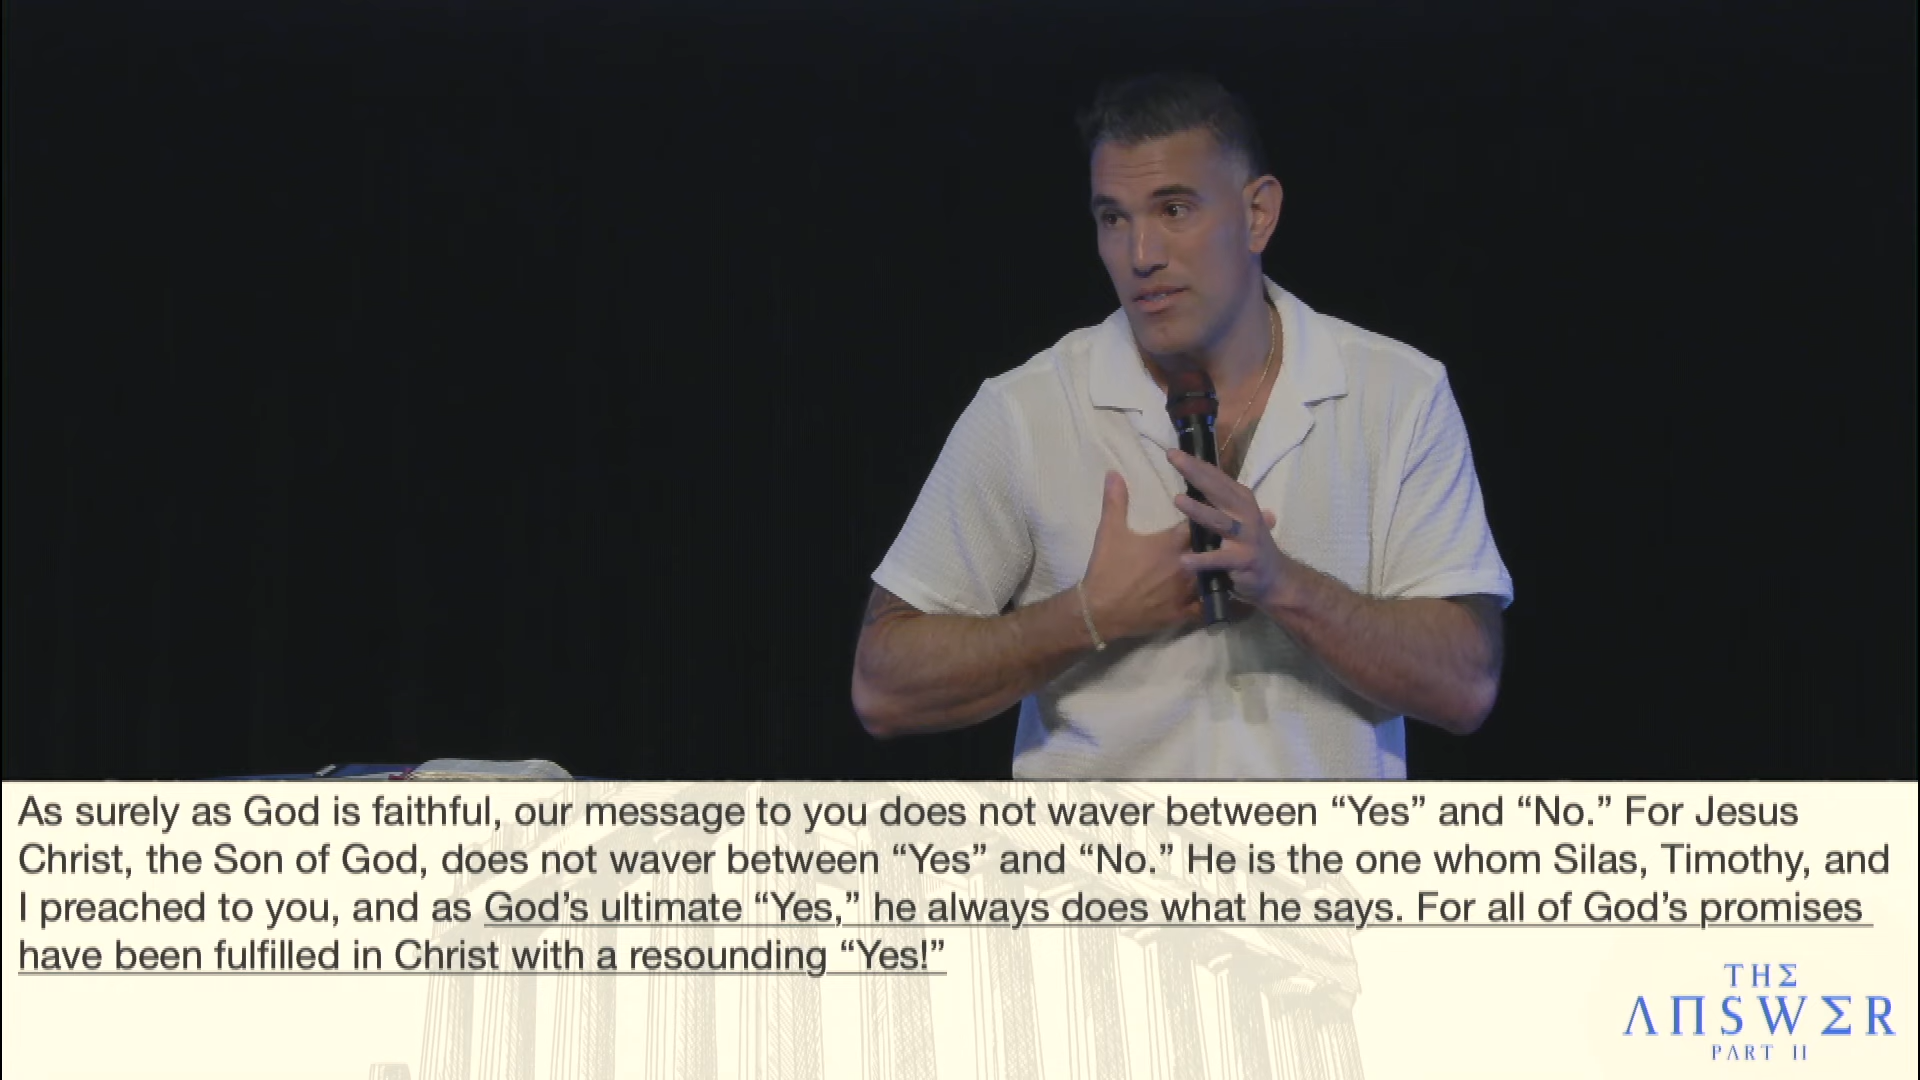 As surely as God is faithful, our message to you does not waver between “Yes” and “No.” For Jesus
Christ, the Son of God, does not waver between “Yes” and “No.” He is the one whom Silas, Timothy, and
I preached to you, and as God’s ultimate “Yes,” he always does what he says. For all of God’s promises
have been fulfilled in Christ with a resounding “Yes!”
THΣ
ΛΠSWΣR
PΛRT II